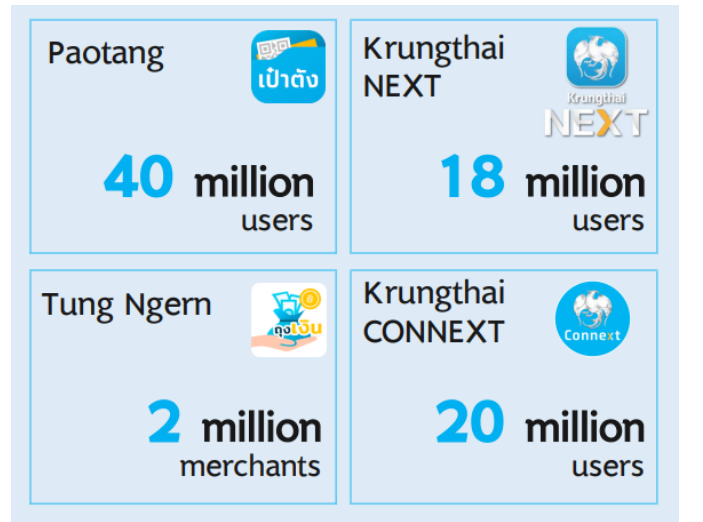 Paotang
เป๋าตัง
40 million
users
Krungthai
NEXT
Krungthai
NEXT
18 million
users
Tung Ngern
ถุงเงิน
2 million
merchants
Krungthai
CONNEXT
Connext
20 million
users